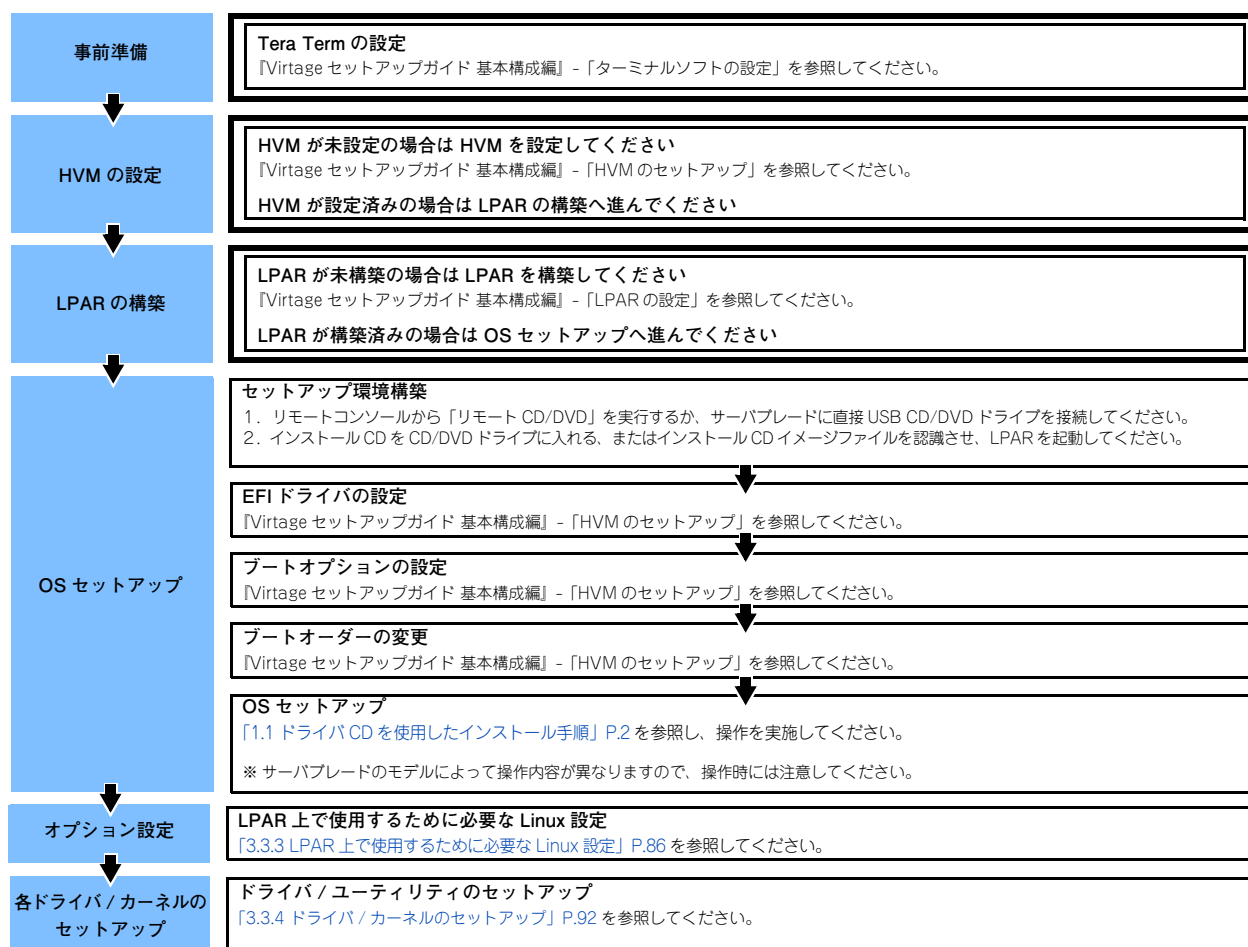 事前準備
Tera Term の設定
『Virtage セットアップガイド 基本構成編』-「ターミナルソフトの設定」を参照してください。
HVM の設定
HVM が未設定の場合は HVM を設定してください
『Virtage セットアップガイド 基本構成編』-「HVM のセットアップ」を参照してください。
HVM が設定済みの場合は LPAR の構築へ進んでください
LPAR の構築
LPAR が未構築の場合は LPAR を構築してください
『Virtage セットアップガイド 基本構成編』-「LPAR の設定」を参照してください。
LPAR が構築済みの場合は OS セットアップへ進んでください
OS セットアップ
セットアップ環境構築
1. リモートコンソールから「リモート CD/DVD」を実行するか、サーバブレードに直接 USB CD/DVD ドライブを接続してください。
2. インストール CD を CD/DVD ドライブに入れる、またはインストール CD イメージファイルを認識させ、LPAR を起動してください。
EFI ドライバの設定
『Virtage セットアップガイド 基本構成編』-「HVM のセットアップ」を参照してください。
ブートオプションの設定
『Virtage セットアップガイド 基本構成編』-「HVM のセットアップ」を参照してください。
ブートオーダーの変更
『Virtage セットアップガイド 基本構成編』-「HVM のセットアップ」を参照してください。
OS セットアップ
「1.1 ドライバ CD を使用したインストール手順」P.2 を参照し、操作を実施してください。
※ サーバブレードのモデルによって操作内容が異なりますので、操作時には注意してください。
オプション設定
LPAR 上で使用するために必要な Linux 設定
「3.3.3 LPAR 上で使用するために必要な Linux 設定」P.86 を参照してください。
各ドライバ / カーネルの
セットアップ
ドライバ / ユーティリティのセットアップ
「3.3.4 ドライバ / カーネルのセットアップ」P.92 を参照してください。